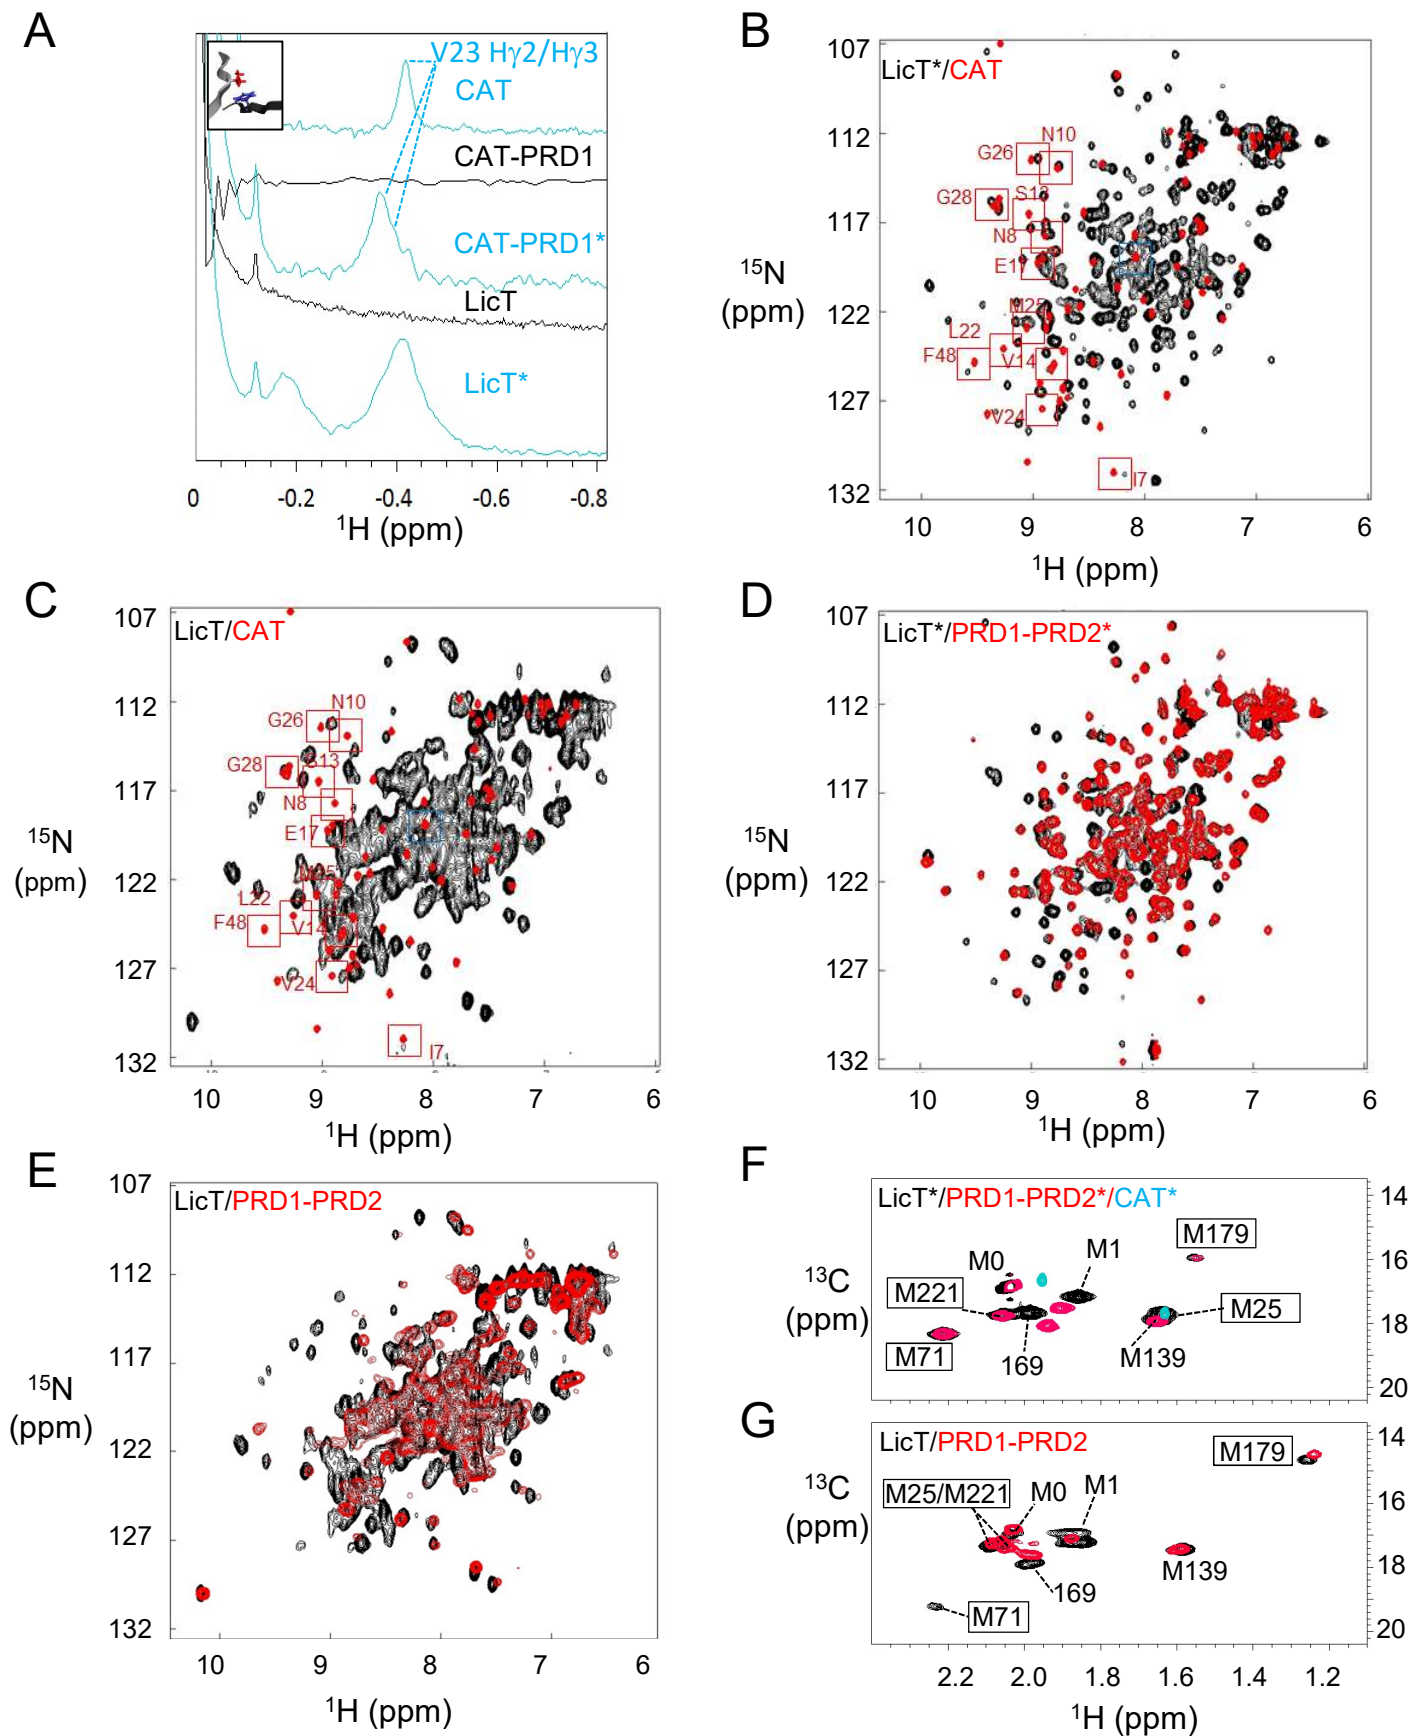 A
V23 Hγ2/Hγ3
CAT
CAT-PRD1
CAT-PRD1*
LicT
LicT*
0 -0.2 -0.4 -0.6 -0.8
¹H (ppm)
B
LicT*/CAT
107
112
117
122
127
132
¹⁵N
(ppm)
N10
G26
S13
G28
N8
E17
M25
L22
F48
V14
V24
I7
10 9 8 7 6
¹H (ppm)
C
LicT/CAT
107
112
117
122
127
132
¹⁵N
(ppm)
N10
G26
S13
G28
N8
E17
M25
L22
F48
V14
V24
I7
10 9 8 7 6
¹H (ppm)
D
LicT*/PRD1-PRD2*
107
112
117
122
127
132
¹⁵N
(ppm)
10 9 8 7 6
¹H (ppm)
E
LicT/PRD1-PRD2
107
112
117
122
127
132
¹⁵N
(ppm)
10 9 8 7 6
¹H (ppm)
F
LicT*/PRD1-PRD2*/CAT*
M179
M0
M1
M221
M25
M71
169
M139
¹³C
(ppm)
14
16
18
20
G
LicT/PRD1-PRD2
M179
M25/M221
M0
M1
M139
169
M71
¹³C
(ppm)
14
16
18
20
2.2 2.0 1.8 1.6 1.4 1.2
¹H (ppm)